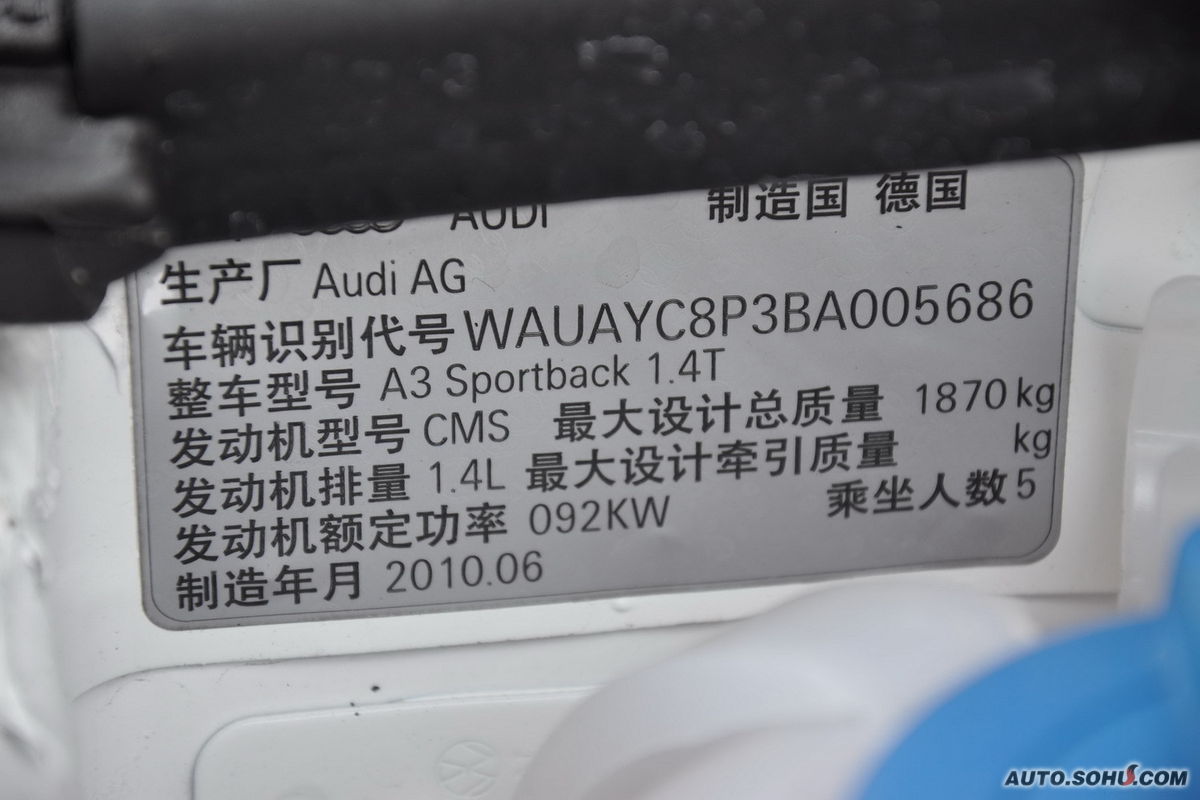 AUDI 制造国 德国
生产厂 Audi AG
车辆识别代号 WAUAYC8P3BA005686
整车型号 A3 Sportback 1.4T
发动机型号 CMS 最大设计总质量 1870 kg
发动机排量 1.4L 最大设计牵引质量 kg
发动机额定功率 092KW 乘坐人数 5
制造年月 2010.06
AUTO.SOHU.COM